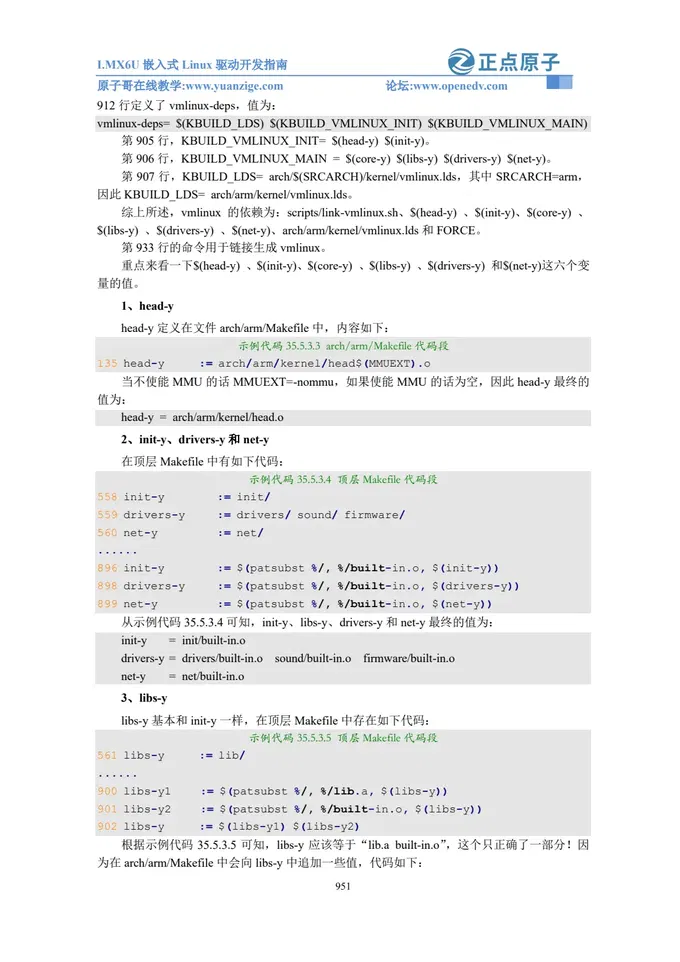 I.MX6U 嵌入式 Linux 驱动开发指南
正点原子
原子哥在线教学:www.yuanzige.com 论坛:www.openedv.com
912 行定义了 vmlinux-deps，值为：
vmlinux-deps= $(KBUILD_LDS) $(KBUILD_VMLINUX_INIT) $(KBUILD_VMLINUX_MAIN)
第 905 行，KBUILD_VMLINUX_INIT= $(head-y) $(init-y)。
第 906 行，KBUILD_VMLINUX_MAIN = $(core-y) $(libs-y) $(drivers-y) $(net-y)。
第 907 行，KBUILD_LDS= arch/$(SRCARCH)/kernel/vmlinux.lds，其中 SRCARCH=arm，
因此 KBUILD_LDS= arch/arm/kernel/vmlinux.lds。
综上所述，vmlinux 的依赖为：scripts/link-vmlinux.sh、$(head-y) 、$(init-y)、$(core-y) 、
$(libs-y) 、$(drivers-y) 、$(net-y)、arch/arm/kernel/vmlinux.lds 和 FORCE。
第 933 行的命令用于链接生成 vmlinux。
重点来看一下$(head-y) 、$(init-y)、$(core-y) 、$(libs-y) 、$(drivers-y) 和$(net-y)这六个变
量的值。
1、head-y
head-y 定义在文件 arch/arm/Makefile 中，内容如下：
示例代码 35.5.3.3 arch/arm/Makefile 代码段
135 head-y := arch/arm/kernel/head$(MMUEXT).o
当不使能 MMU 的话 MMUEXT=-nommu，如果使能 MMU 的话为空，因此 head-y 最终的
值为：
head-y = arch/arm/kernel/head.o
2、init-y、drivers-y 和 net-y
在顶层 Makefile 中有如下代码：
示例代码 35.5.3.4 顶层 Makefile 代码段
558 init-y := init/
559 drivers-y := drivers/ sound/ firmware/
560 net-y := net/
......
896 init-y := $(patsubst %/, %/built-in.o, $(init-y))
898 drivers-y := $(patsubst %/, %/built-in.o, $(drivers-y))
899 net-y := $(patsubst %/, %/built-in.o, $(net-y))
从示例代码 35.5.3.4 可知，init-y、libs-y、drivers-y 和 net-y 最终的值为：
init-y = init/built-in.o
drivers-y = drivers/built-in.o sound/built-in.o firmware/built-in.o
net-y = net/built-in.o
3、libs-y
libs-y 基本和 init-y 一样，在顶层 Makefile 中存在如下代码：
示例代码 35.5.3.5 顶层 Makefile 代码段
561 libs-y := lib/
......
900 libs-y1 := $(patsubst %/, %/lib.a, $(libs-y))
901 libs-y2 := $(patsubst %/, %/built-in.o, $(libs-y))
902 libs-y := $(libs-y1) $(libs-y2)
根据示例代码 35.5.3.5 可知，libs-y 应该等于“lib.a built-in.o”，这个只正确了一部分！因
为在 arch/arm/Makefile 中会向 libs-y 中追加一些值，代码如下：
951